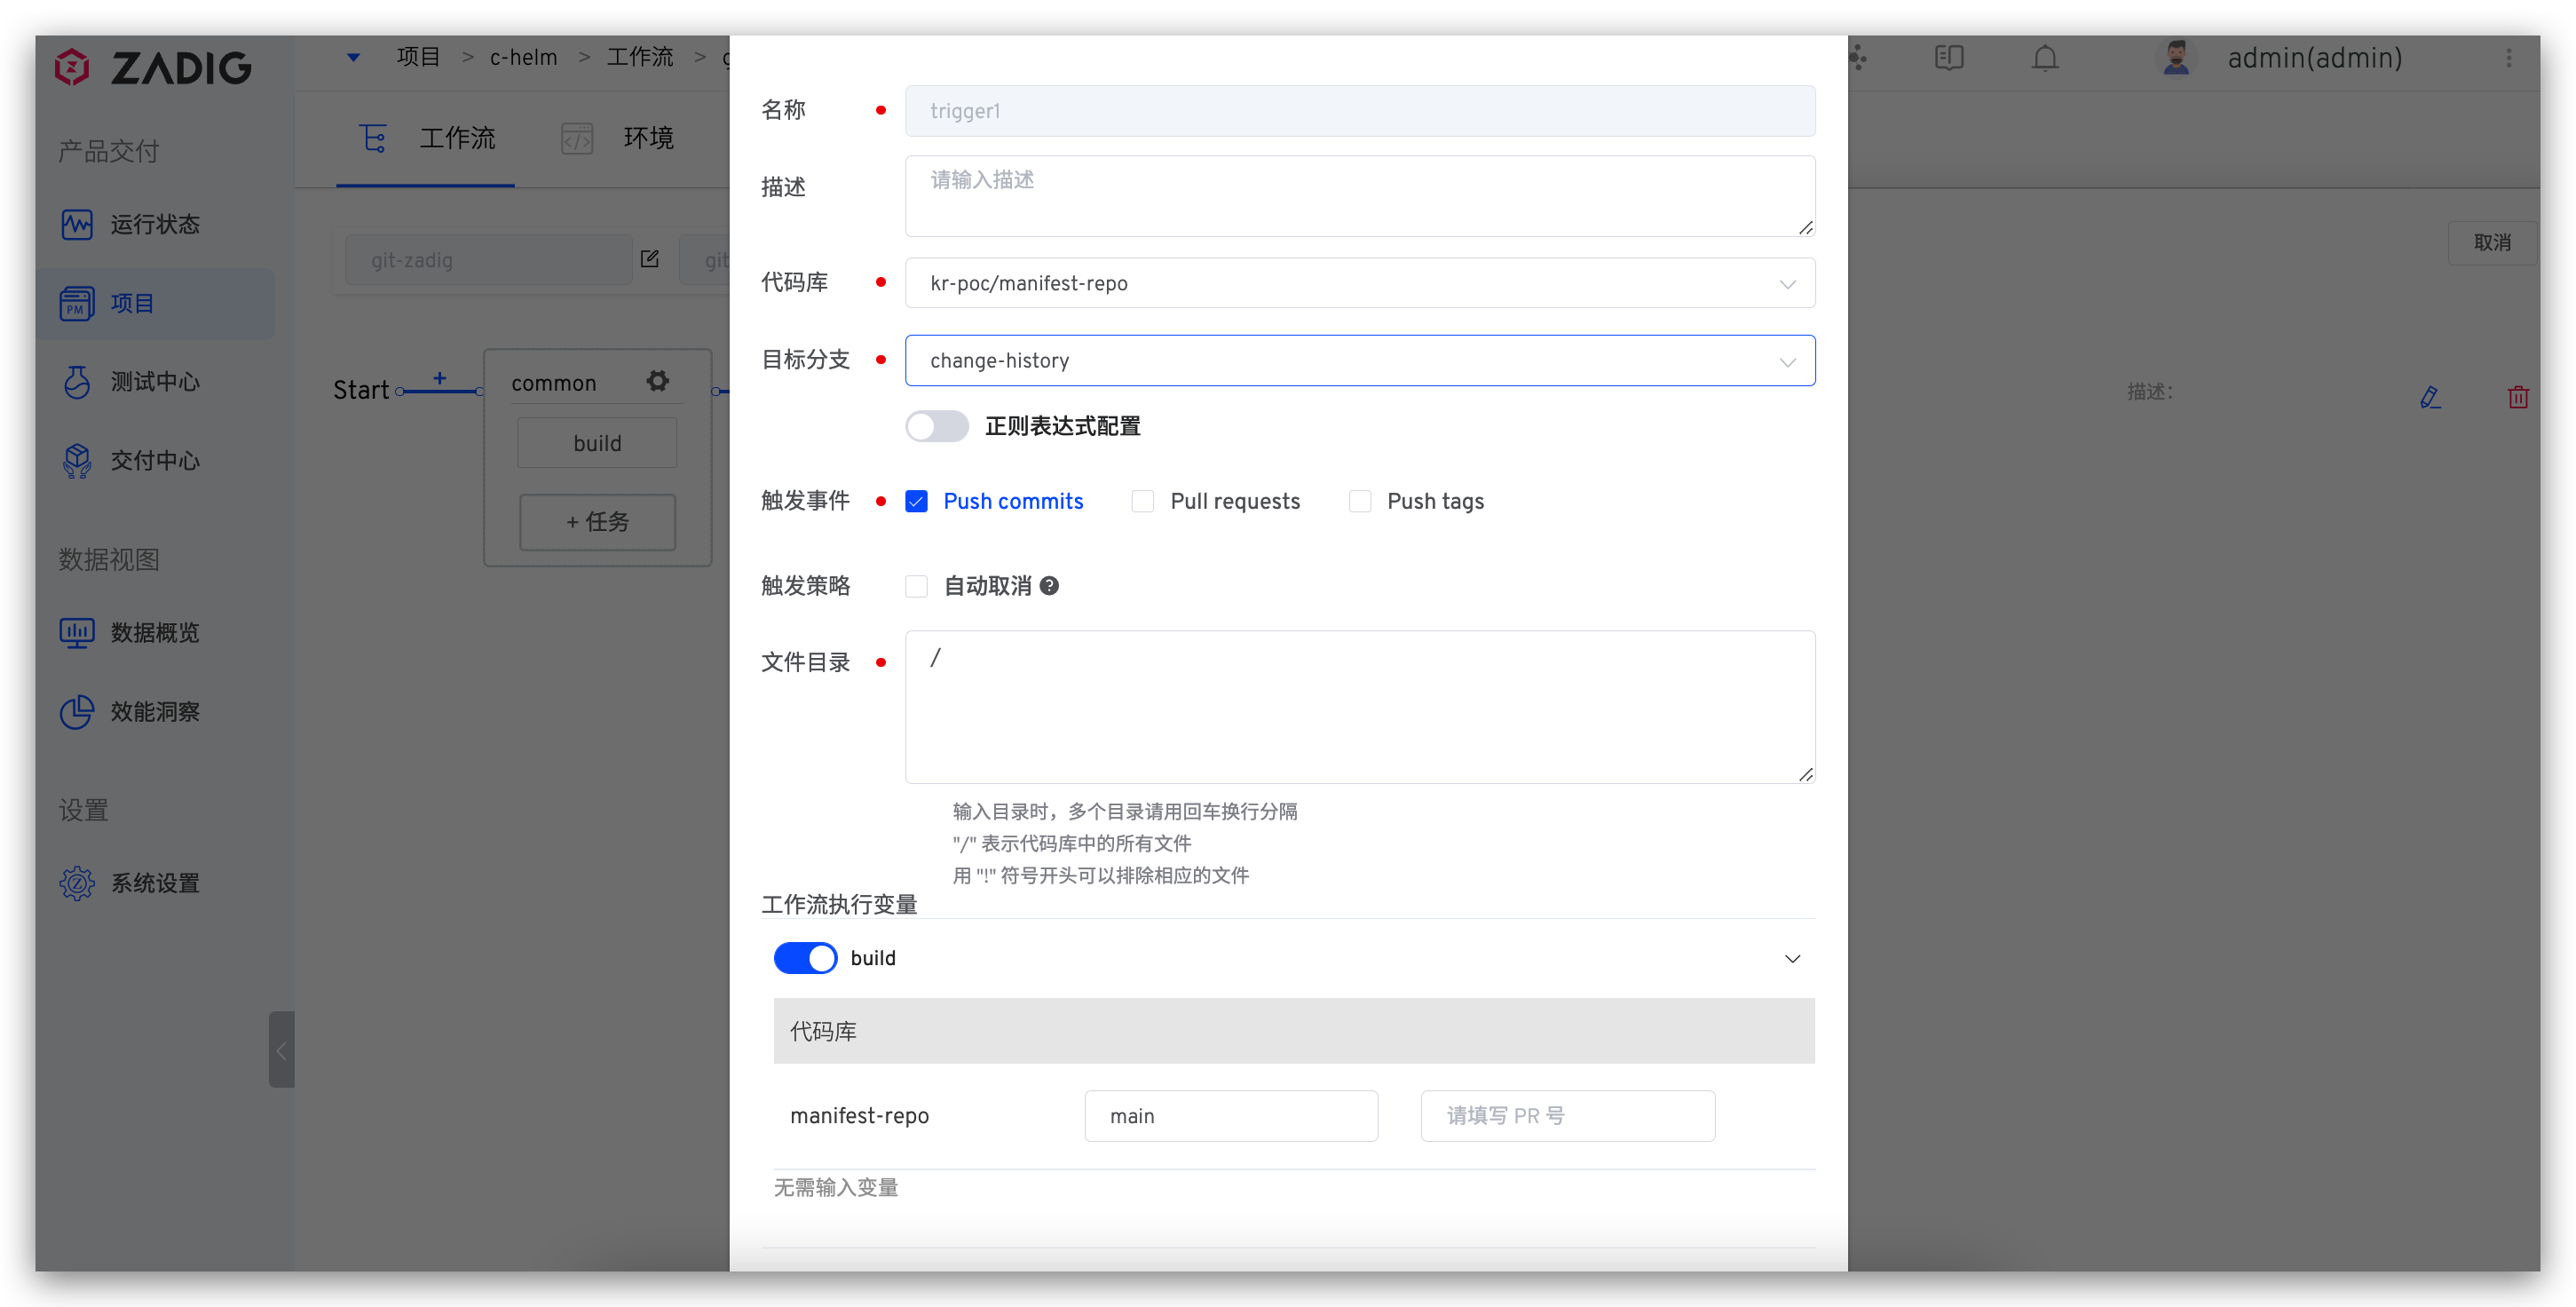 ZADIG
项目 > c-helm > 工作流 >
admin(admin)
产品交付
运行状态
项目
PM
测试中心
交付中心
数据视图
数据概览
效能洞察
设置
系统设置
工作流
环境
git-zadig
git
取消
Start
+
common
build
+ 任务
描述:
名称
trigger1
描述
请输入描述
代码库
kr-poc/manifest-repo
目标分支
change-history
正则表达式配置
触发事件
Push commits
Pull requests
Push tags
触发策略
自动取消 ?
文件目录
/
输入目录时，多个目录请用回车换行分隔
"/" 表示代码库中的所有文件
用 "!" 符号开头可以排除相应的文件
工作流执行变量
build
代码库
manifest-repo
main
请填写 PR 号
无需输入变量